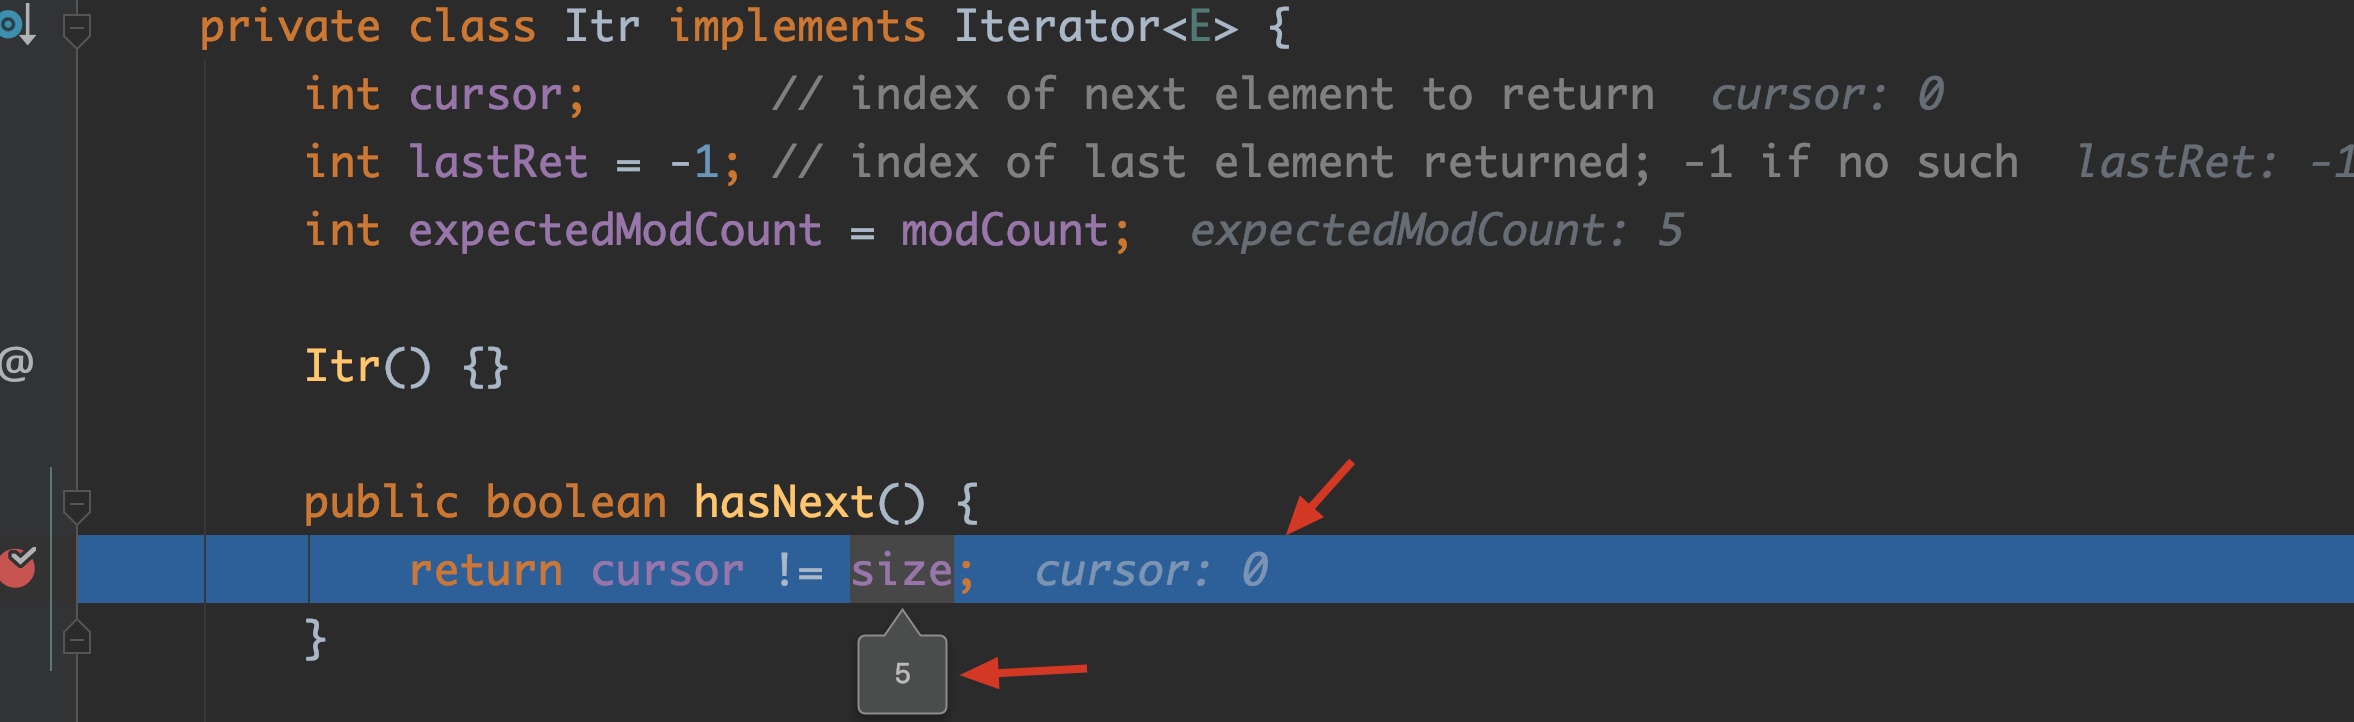 private class Itr implements Iterator<E> {
int cursor; // index of next element to return cursor: 0
int lastRet = -1; // index of last element returned; -1 if no such lastRet: -1
int expectedModCount = modCount; expectedModCount: 5
@
Itr() {}
public boolean hasNext() {
return cursor != size; cursor: 0
}
5